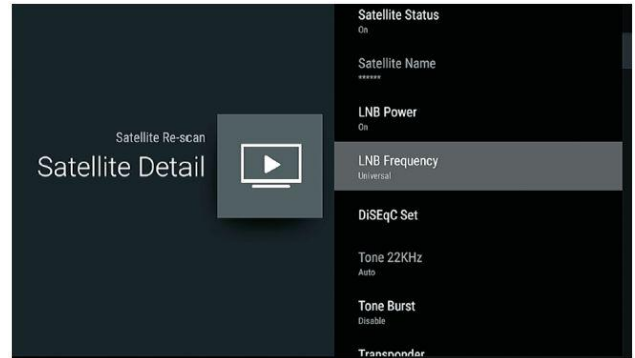 Satellite Re-scan
Satellite Detail
Satellite Status
On
Satellite Name
******
LNB Power
On
LNB Frequency
Universal
DiSEqC Set
Tone 22KHz
Auto
Tone Burst
Disable
Transponder